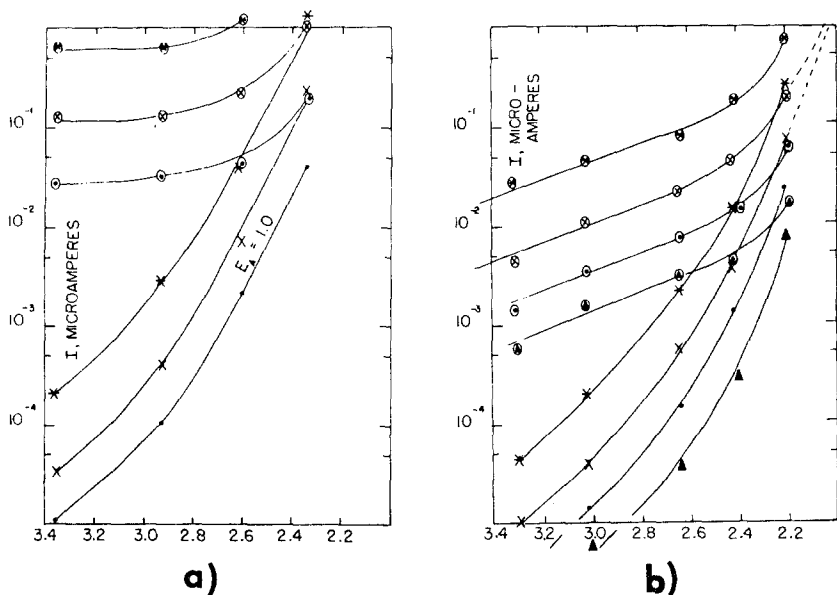 10⁻¹
10⁻²
10⁻³
10⁻⁴
I, MICROAMPERES
E_A = 1.0
3.4 3.2 3.0 2.8 2.6 2.4 2.2
a)
10⁻¹
10⁻²
10⁻³
10⁻⁴
I, MICRO-
AMPERES
3.4 3.2 3.0 2.8 2.6 2.4 2.2
b)